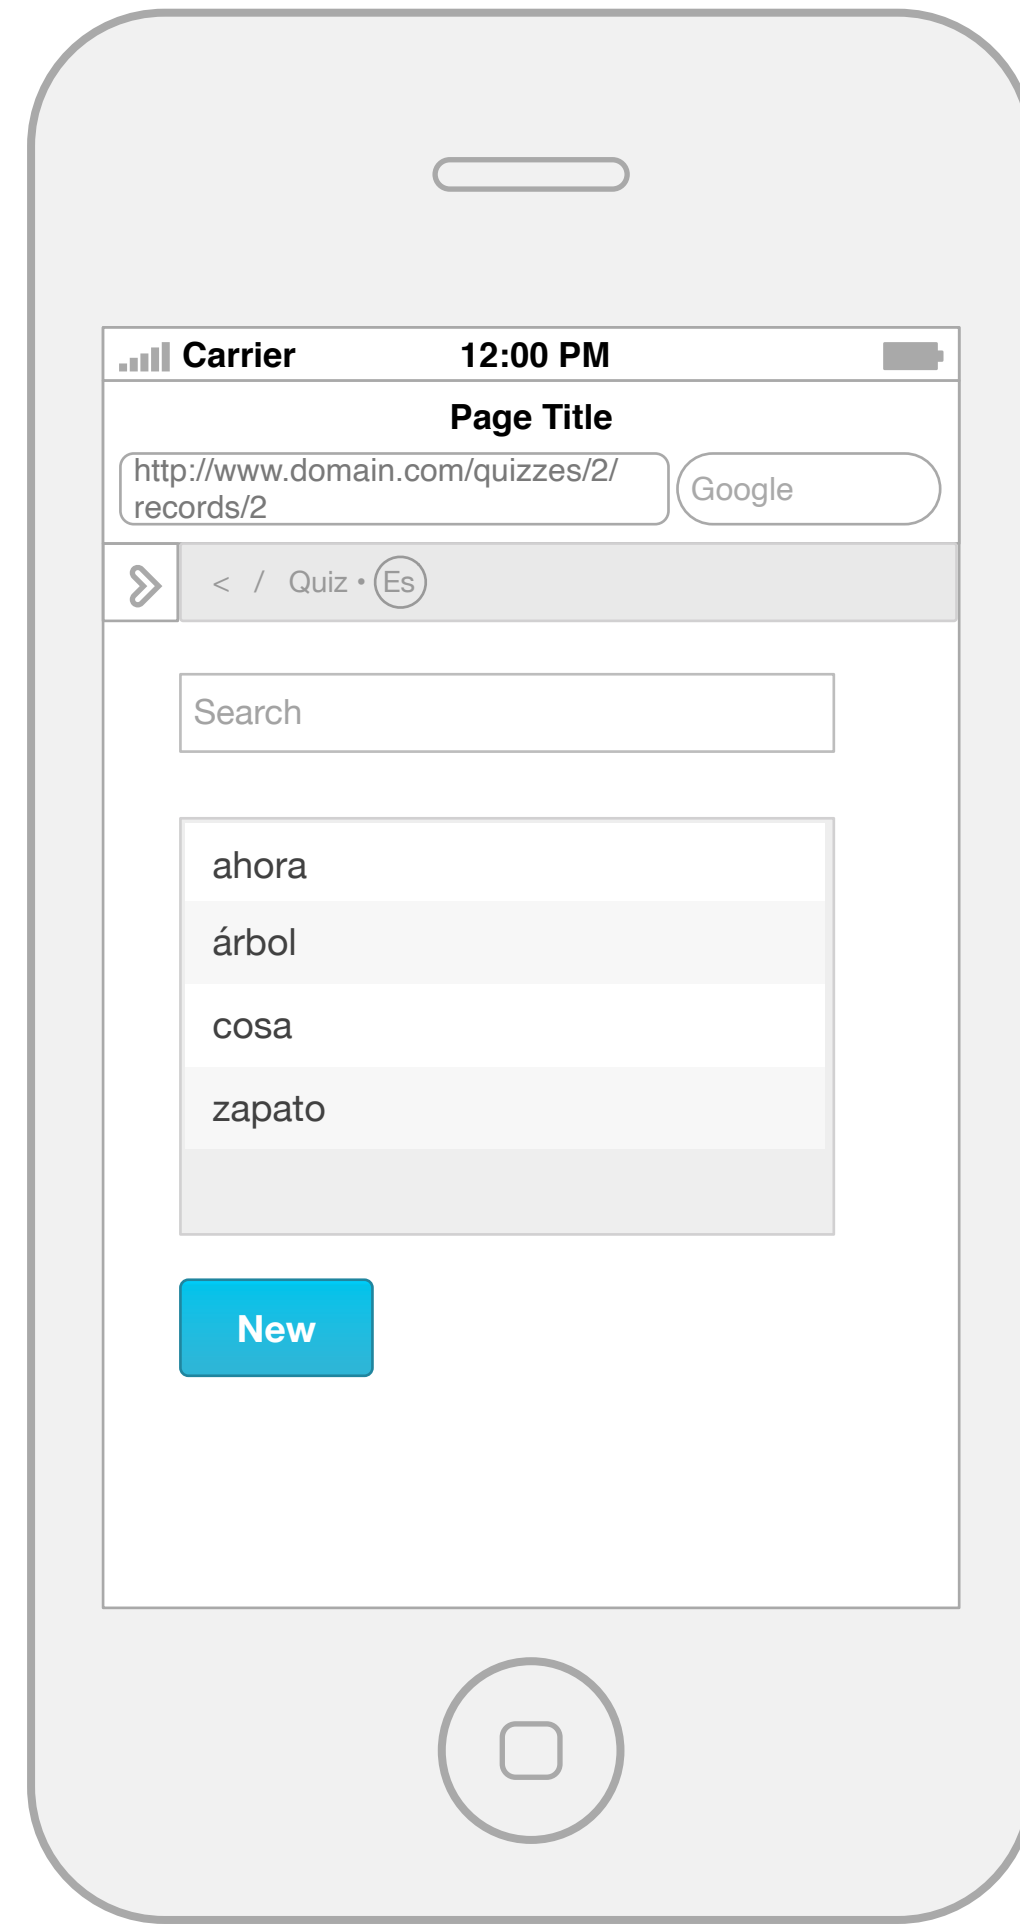 Carrier 12:00 PM
Page Title
http://www.domain.com/quizzes/2/
records/2
Google
< / Quiz • Es
Search
ahora
árbol
cosa
zapato
New